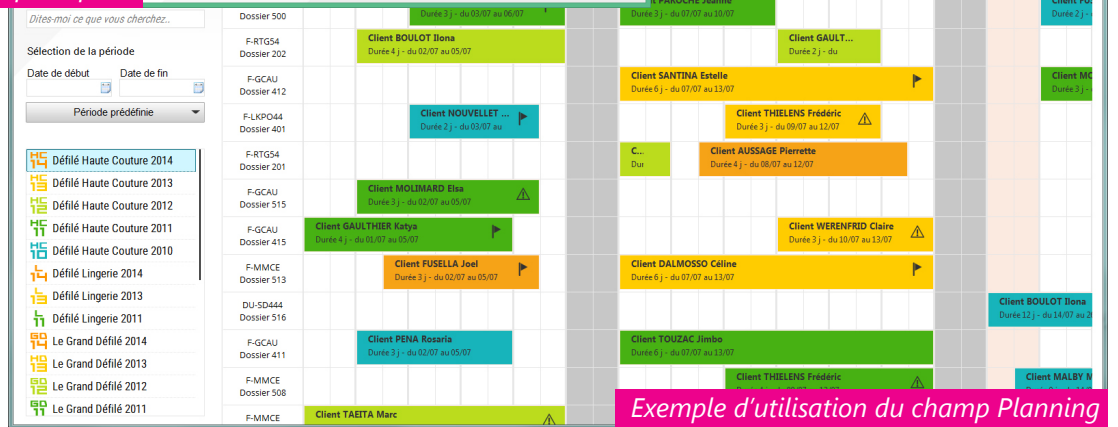 Dites-moi ce que vous cherchez..
Sélection de la période
Date de début Date de fin
Période prédéfinie
Défilé Haute Couture 2014
Défilé Haute Couture 2013
Défilé Haute Couture 2012
Défilé Haute Couture 2011
Défilé Haute Couture 2010
Défilé Lingerie 2014
Défilé Lingerie 2013
Défilé Lingerie 2011
Le Grand Défilé 2014
Le Grand Défilé 2013
Le Grand Défilé 2012
Le Grand Défilé 2011
Dossier 500
Durée 3 j - du 03/07 au 06/07
PAROCHE Jeanne
Durée 3 j - du 07/07 au 10/07
Durée 2 j -
F-RTG54
Dossier 202
Client BOULOT Ilona
Durée 4 j - du 02/07 au 05/07
Client GAULT...
Durée 2 j - du
F-GCAU
Dossier 412
Client SANTINA Estelle
Durée 6 j - du 07/07 au 13/07
Client MO
Durée 3 j -
F-LKPO44
Dossier 401
Client NOUVELLET ...
Durée 2 j - du 03/07 au
Client THIELENS Frédéric
Durée 3 j - du 09/07 au 12/07
F-RTG54
Dossier 201
C...
Dur
Client AUSSAGE Pierrette
Durée 4 j - du 08/07 au 12/07
F-GCAU
Dossier 515
Client MOLIMARD Elsa
Durée 3 j - du 02/07 au 05/07
F-GCAU
Dossier 415
Client GAULTHIER Katya
Durée 4 j - du 01/07 au 05/07
Client WERENFRID Claire
Durée 3 j - du 10/07 au 13/07
F-MMCE
Dossier 513
Client FUSELLA Joel
Durée 3 j - du 02/07 au 05/07
Client DALMOSSO Céline
Durée 6 j - du 07/07 au 13/07
DU-SD444
Dossier 516
Client BOULOT Ilona
Durée 12 j - du 14/07 au
F-GCAU
Dossier 411
Client PENA Rosaria
Durée 3 j - du 02/07 au 05/07
Client TOUZAC Jimbo
Durée 6 j - du 07/07 au 13/07
F-MMCE
Dossier 508
Client THIELENS Frédéric
Client MALBY M
F-MMCE
Client TAEITA Marc
Exemple d'utilisation du champ Planning